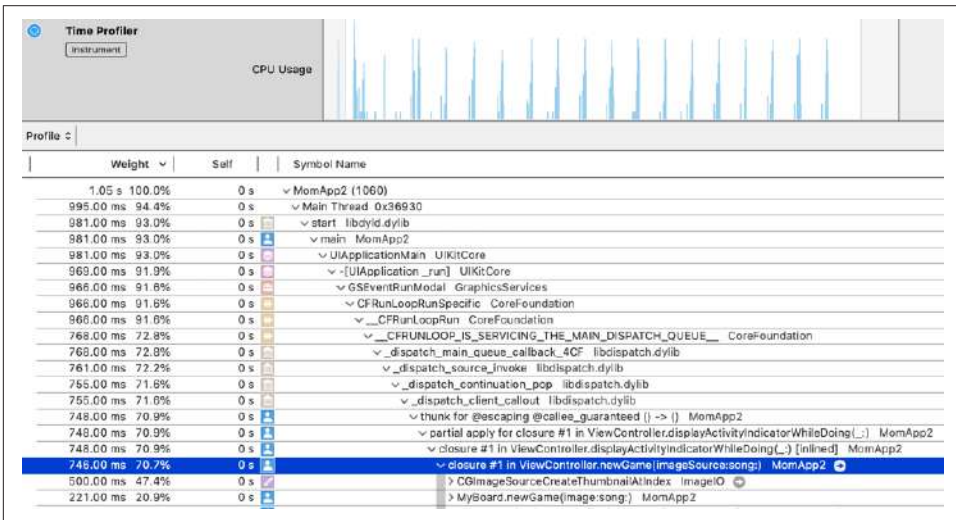 Time Profiler
Instrument
CPU Usage
Profile
Weight Self Symbol Name
1.05 s 100.0% 0 s MomApp2 (1060)
995.00 ms 94.4% 0 s Main Thread 0x36930
981.00 ms 93.0% 0 s start libdyld.dylib
981.00 ms 93.0% 0 s main MomApp2
981.00 ms 93.0% 0 s UIApplicationMain UIKitCore
969.00 ms 91.9% 0 s -[UIApplication _run] UIKitCore
966.00 ms 91.6% 0 s GSEventRunModal GraphicsServices
966.00 ms 91.6% 0 s CFRunLoopRunSpecific CoreFoundation
966.00 ms 91.6% 0 s __CFRunLoopRun CoreFoundation
768.00 ms 72.8% 0 s __CFRUNLOOP_IS_SERVICING_THE_MAIN_DISPATCH_QUEUE__ CoreFoundation
768.00 ms 72.8% 0 s _dispatch_main_queue_callback_4CF libdispatch.dylib
761.00 ms 72.2% 0 s _dispatch_source_invoke libdispatch.dylib
755.00 ms 71.6% 0 s _dispatch_continuation_pop libdispatch.dylib
755.00 ms 71.6% 0 s _dispatch_client_callout libdispatch.dylib
748.00 ms 70.9% 0 s thunk for @escaping @callee_guaranteed () -> () MomApp2
748.00 ms 70.9% 0 s partial apply for closure #1 in ViewController.displayActivityIndicatorWhileDoing(_:) MomApp2
748.00 ms 70.9% 0 s closure #1 in ViewController.displayActivityIndicatorWhileDoing(_:) [inlined] MomApp2
746.00 ms 70.7% 0 s closure #1 in ViewController.newGame(imageSource:song:) MomApp2
500.00 ms 47.4% 0 s CGImageSourceCreateThumbnailAtIndex ImageIO
221.00 ms 20.9% 0 s MyBoard.newGame(image:song:) MomApp2